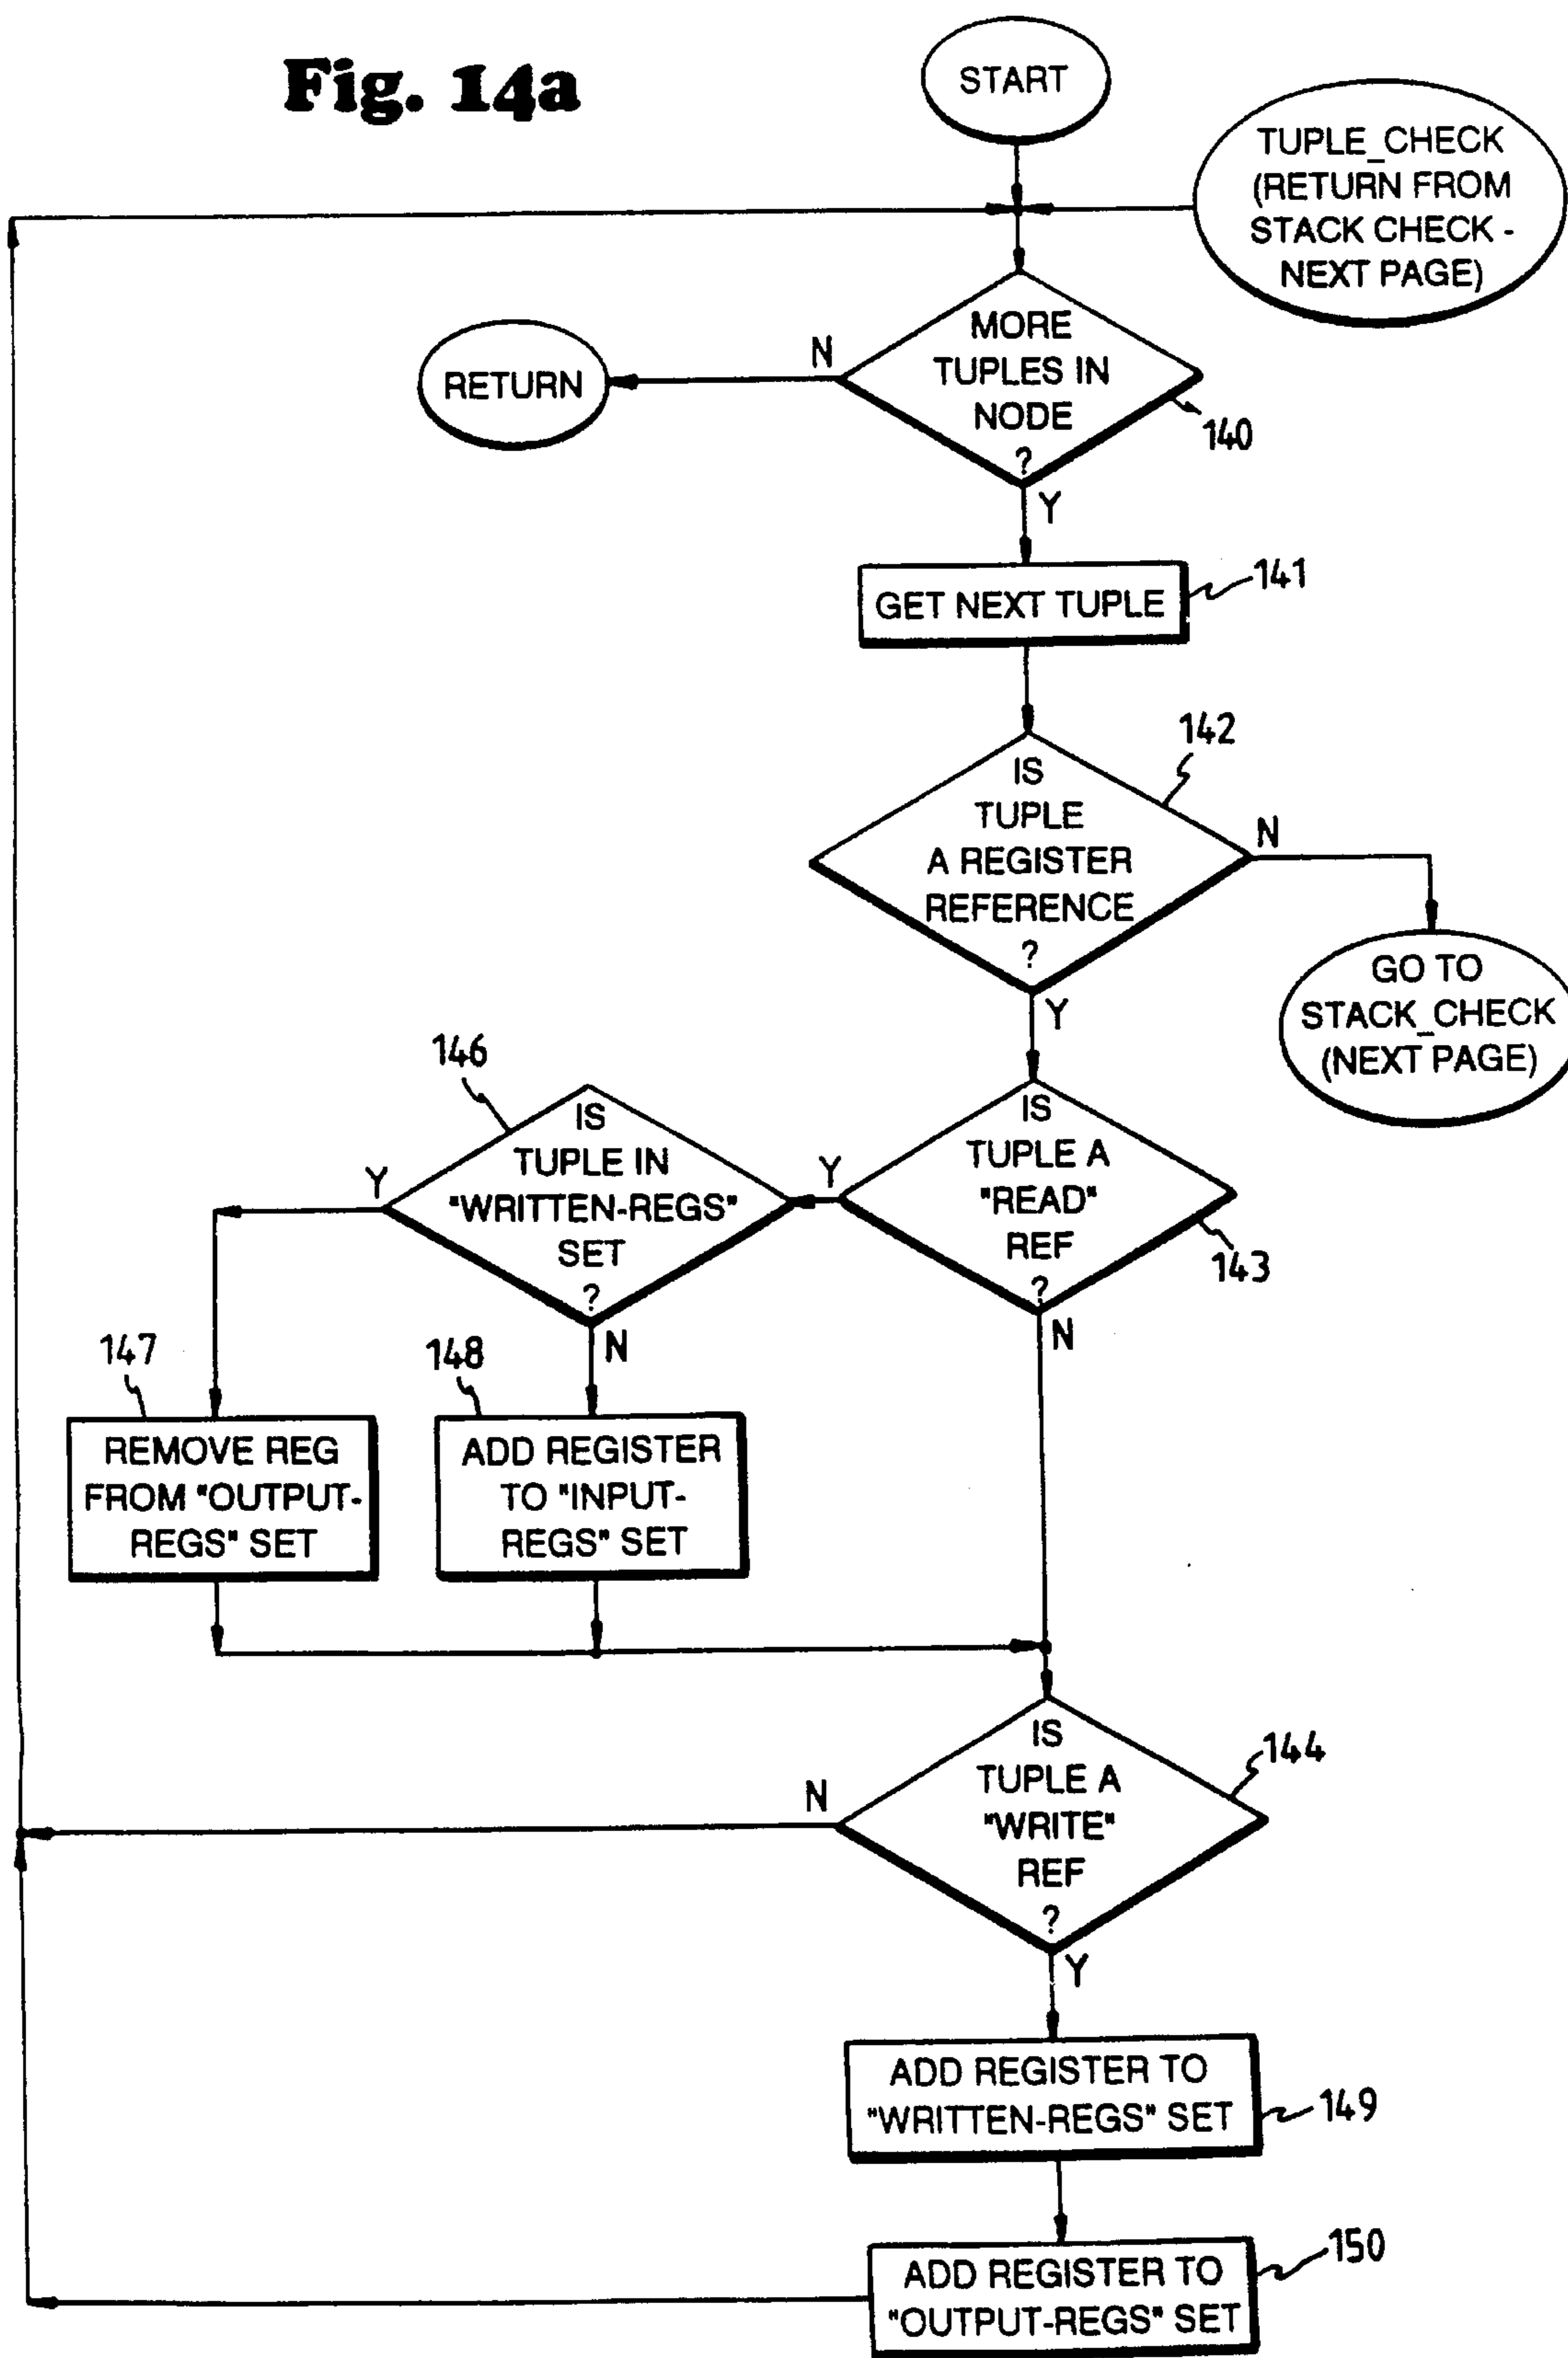 Fig. 14a
START
TUPLE_CHECK
(RETURN FROM
STACK CHECK -
NEXT PAGE)
MORE
TUPLES IN
NODE
?
N
RETURN
140
Y
GET NEXT TUPLE
141
142
IS
TUPLE
A REGISTER
REFERENCE
?
N
Y
GO TO
STACK_CHECK
(NEXT PAGE)
146
IS
TUPLE IN
"WRITTEN-REGS"
SET
?
Y
N
IS
TUPLE A
"READ"
REF
?
Y
143
N
147
REMOVE REG
FROM "OUTPUT-
REGS" SET
148
ADD REGISTER
TO "INPUT-
REGS" SET
IS
TUPLE A
"WRITE"
REF
?
144
N
Y
ADD REGISTER TO
"WRITTEN-REGS" SET
149
ADD REGISTER TO
"OUTPUT-REGS" SET
150